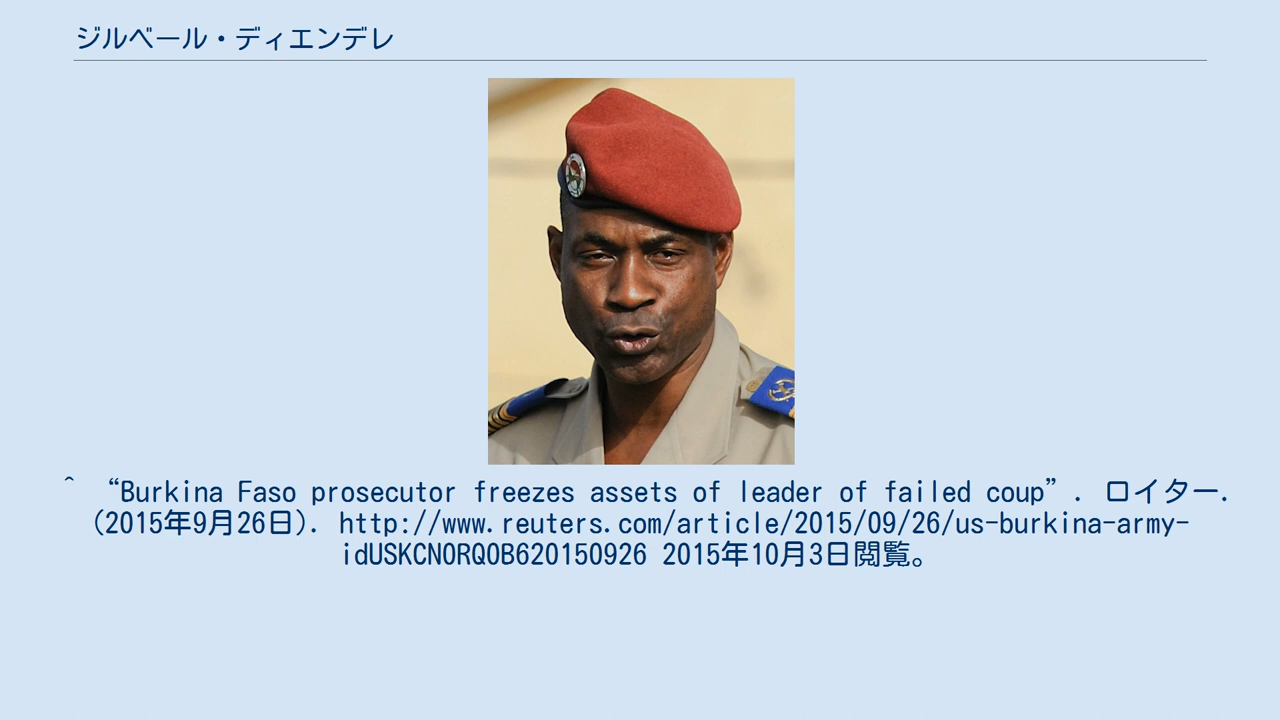 ジルベール・ディエンデレ
^ “Burkina Faso prosecutor freezes assets of leader of failed coup”. ロイター.
(2015年9月26日). http://www.reuters.com/article/2015/09/26/us-burkina-army-
idUSKCN0RQ0B620150926 2015年10月3日閲覧。